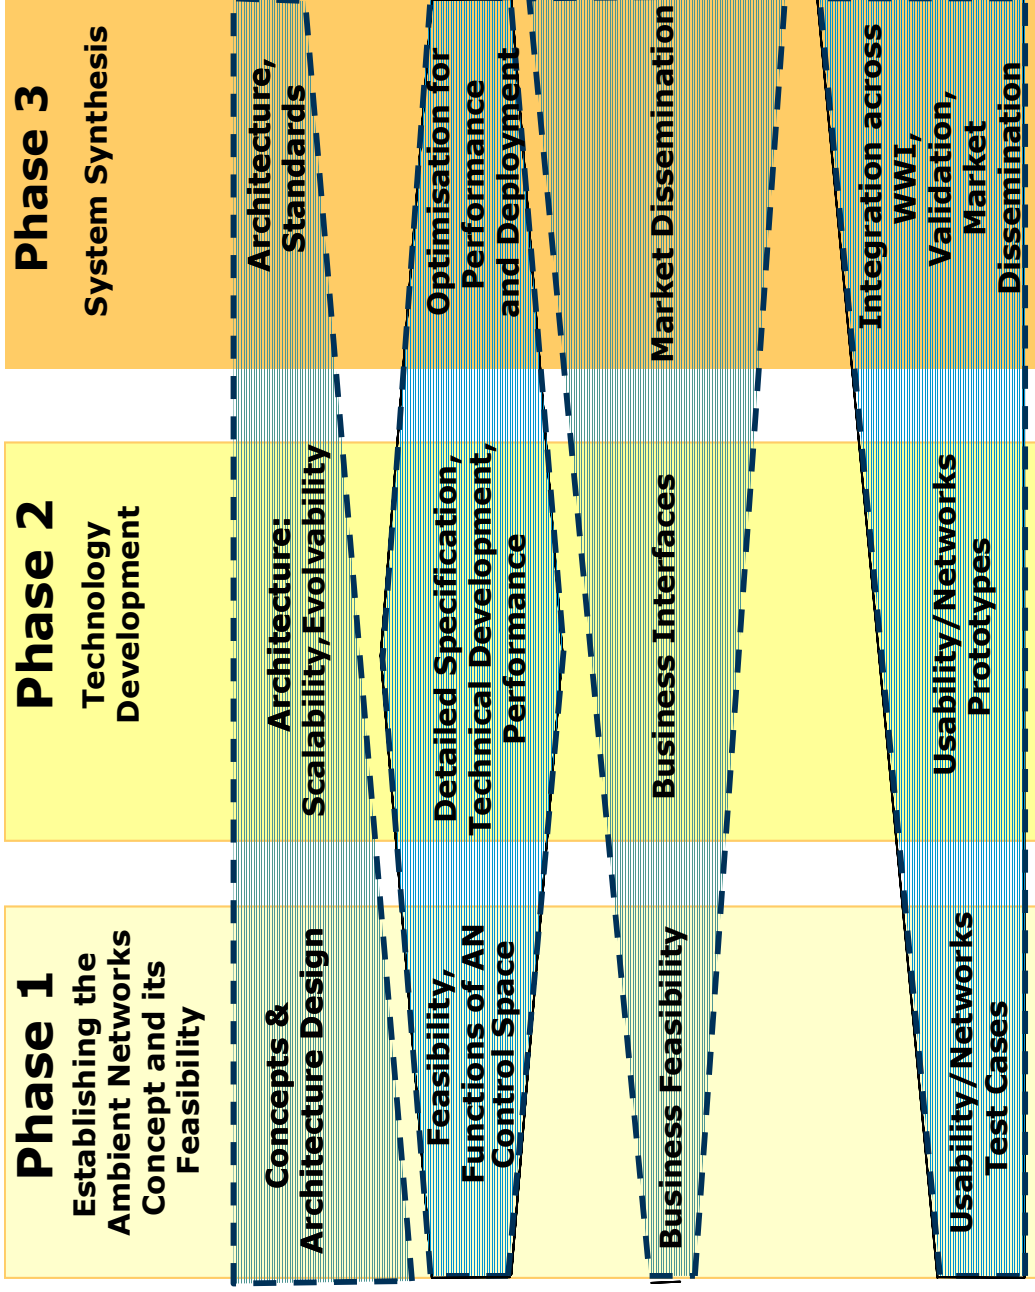 Phase 1
Establishing the
Ambient Networks
Concept and its
Feasibility
Phase 2
Technology
Development
Phase 3
System Synthesis
Concepts &
Architecture Design
Architecture:
Scalability,Evolvability
Architecture,
Standards
Feasibility,
Functions of AN
Control Space
Detailed Specification,
Technical Development,
Performance
Optimisation for
Performance
and Deployment
Business Feasibility
Business Interfaces
Market Dissemination
Usability/Networks
Test Cases
Usability/Networks
Prototypes
Integration across
WWI,
Validation,
Market
Dissemination